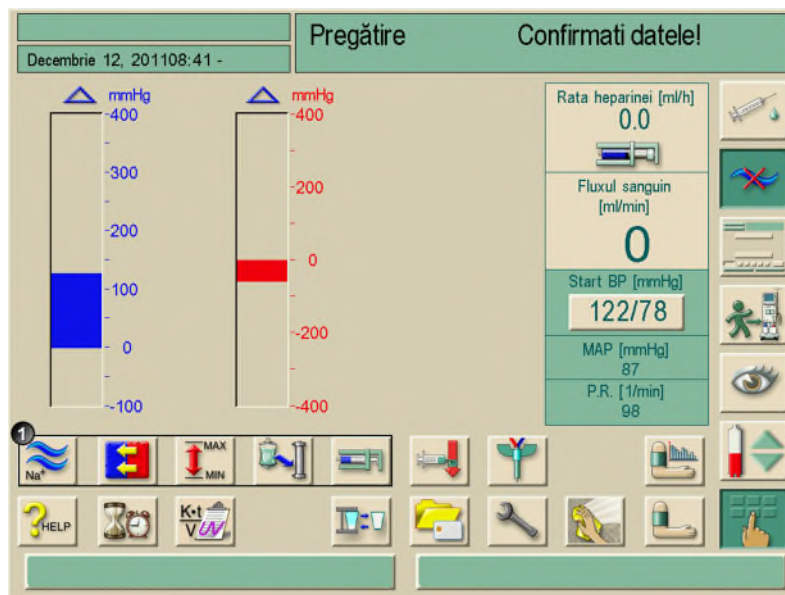 Pregătire
Confirmati datele!
Decembrie 12, 201108:41 -
mmHg
400
300
200
100
0
-100
mmHg
400
200
0
-200
-400
Rata heparinei [ml/h]
0.0
Fluxul sanguin
[ml/min]
0
Start BP [mmHg]
122/78
MAP [mmHg]
87
P.R. [1/min]
98
1
Na+
MAX
MIN
?HELP
K•t
V